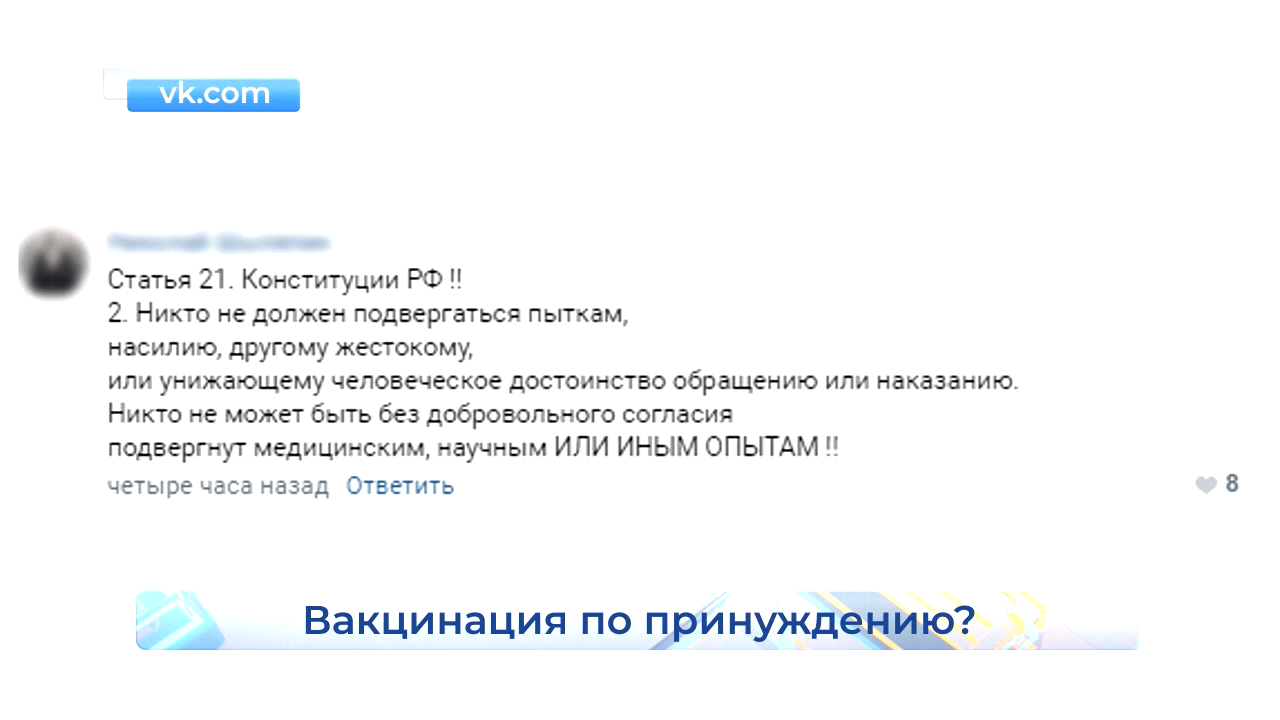 vk.com
Статья 21. Конституции РФ !!
2. Никто не должен подвергаться пыткам,
насилию, другому жестокому,
или унижающему человеческое достоинство обращению или наказанию.
Никто не может быть без добровольного согласия
подвергнут медицинским, научным ИЛИ ИНЫМ ОПЫТАМ !!
четыре часа назад Ответить
8
Вакцинация по принуждению?